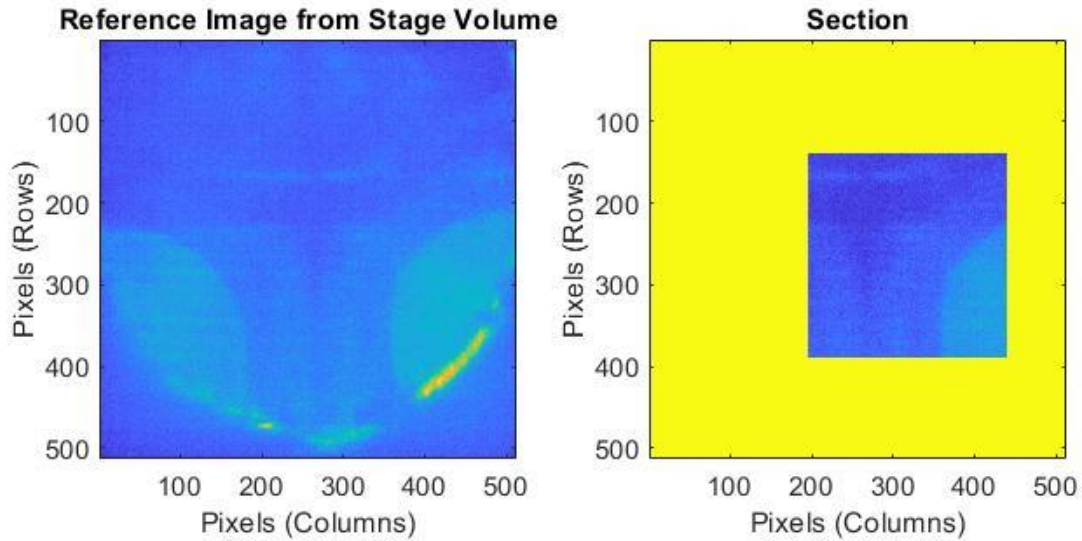 Reference Image from Stage Volume
100
200
300
400
500
Pixels (Rows)
100 200 300 400 500
Pixels (Columns)
Section
100
200
300
400
500
Pixels (Rows)
100 200 300 400 500
Pixels (Columns)